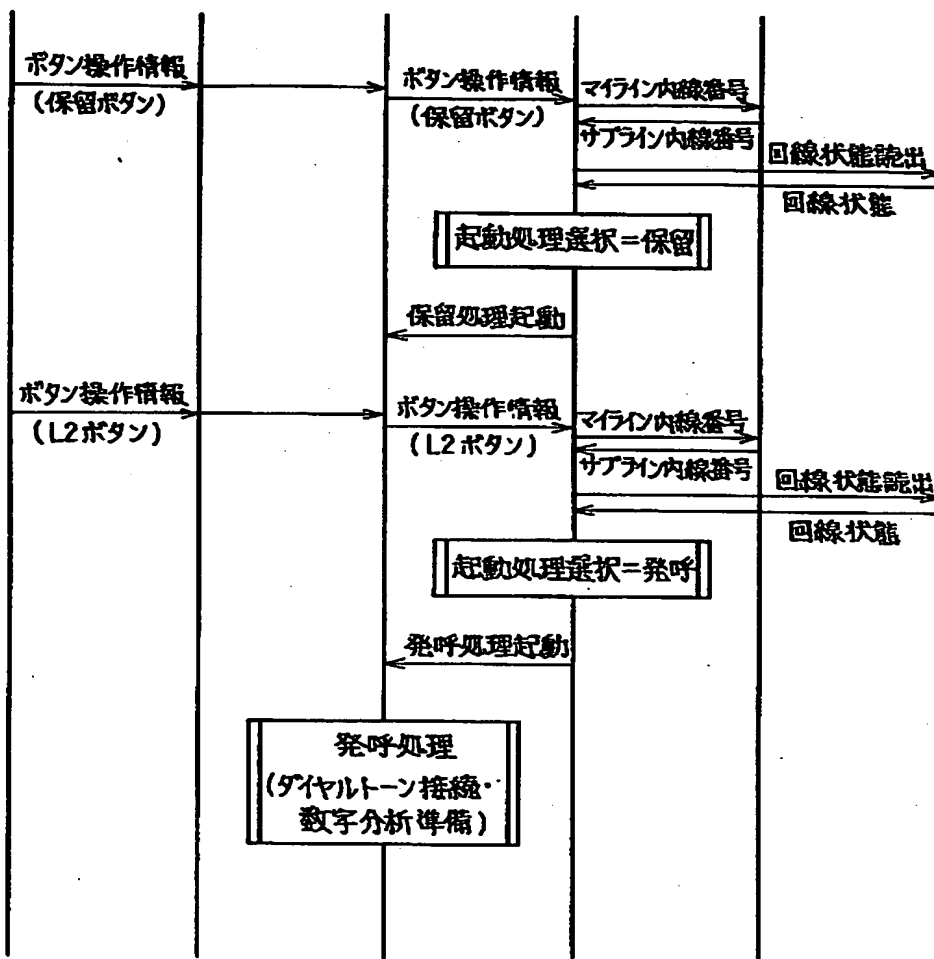 ボタン操作情報
(保留ボタン)
ボタン操作情報
(保留ボタン)
マイライン内線番号
サブライン内線番号
回線状態読出
回線状態
起動処理選択=保留
保留処理起動
ボタン操作情報
(L2ボタン)
ボタン操作情報
(L2ボタン)
マイライン内線番号
サブライン内線番号
回線状態読出
回線状態
起動処理選択=発呼
発呼処理起動
発呼処理
(ダイヤルトーン接続・
数字分析準備)